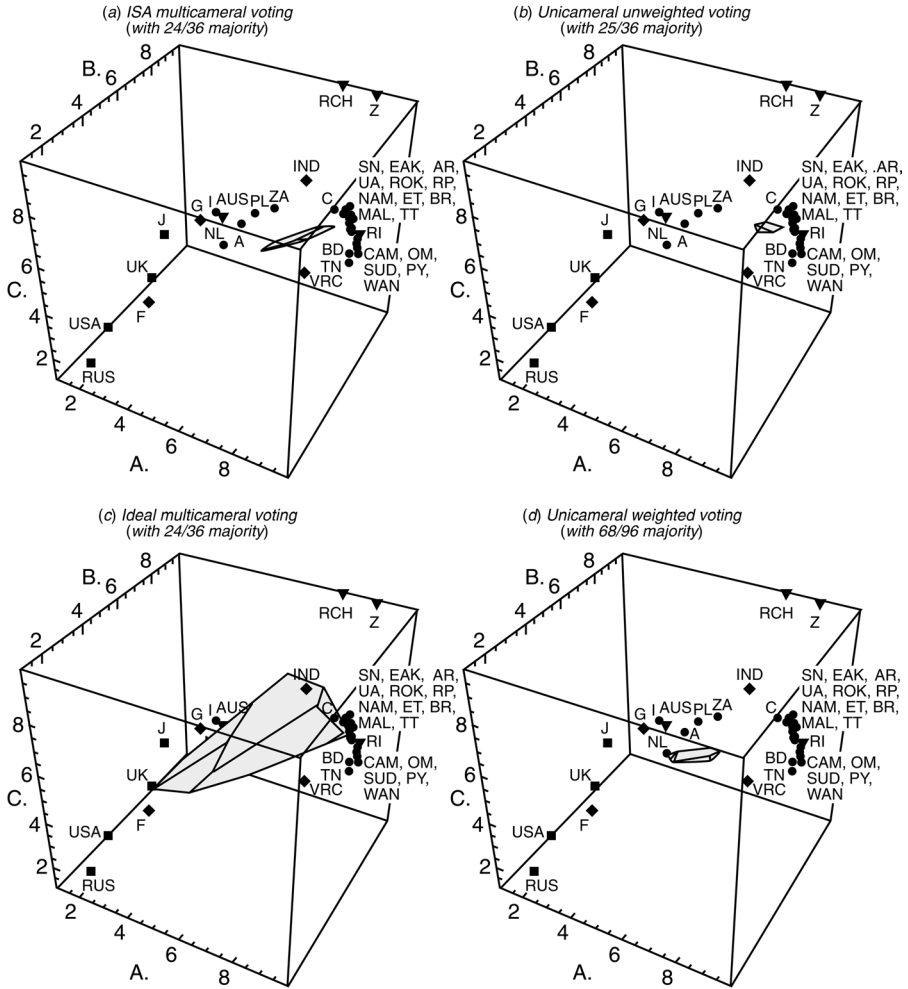 (a) ISA multicameral voting
(with 24/36 majority)
B.
8
6
4
2
RCH
Z
IND
SN, EAK, AR,
UA, ROK, RP,
NAM, ET, BR,
MAL, TT
C
RI
G
I
AUS
PL
ZA
J
NL
A
BD
TN
CAM, OM,
SUD, PY,
WAN
VRC
UK
F
USA
RUS
8
6
C.
4
2
2
4
6
8
A.
(b) Unicameral unweighted voting
(with 25/36 majority)
B.
8
6
4
2
RCH
Z
IND
SN, EAK, .AR,
UA, ROK, RP,
NAM, ET, BR,
MAL, TT
C
RI
G
I
AUS
PL
ZA
J
NL
A
BD
TN
CAM, OM,
SUD, PY,
WAN
VRC
UK
F
USA
RUS
8
6
C.
4
2
2
4
6
8
A.
(c) Ideal multicameral voting
(with 24/36 majority)
B.
8
6
4
2
RCH
Z
IND
SN, EAK, AR,
UA, ROK, RP,
NAM, ET, BR,
MAL, TT
C
RI
G
I
AUS
J
BD
TN
CAM, OM,
SUD, PY,
WAN
VRC
UK
F
USA
RUS
8
6
C.
4
2
2
4
6
8
A.
(d) Unicameral weighted voting
(with 68/96 majority)
B.
8
6
4
2
RCH
Z
IND
SN, EAK, AR,
UA, ROK, RP,
NAM, ET, BR,
MAL, TT
C
RI
G
I
AUS
PL
ZA
J
NL
A
BD
TN
CAM, OM,
SUD, PY,
WAN
VRC
UK
F
USA
RUS
8
6
C.
4
2
2
4
6
8
A.